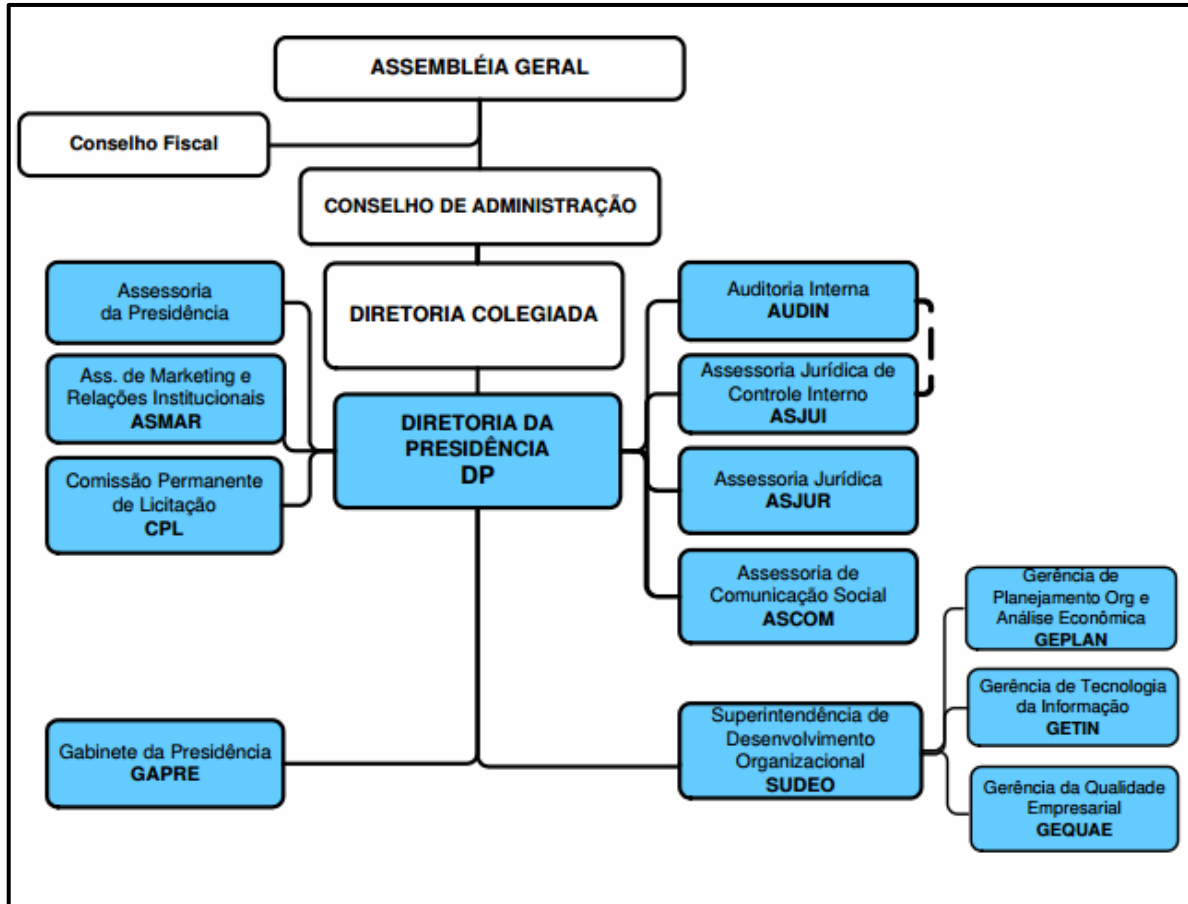 ASSEMBLÉIA GERAL
Conselho Fiscal
CONSELHO DE ADMINISTRAÇÃO
DIRETORIA COLEGIADA
Assessoria
da Presidência
Ass. de Marketing e
Relações Institucionais
ASMAR
Comissão Permanente
de Licitação
CPL
DIRETORIA DA
PRESIDÊNCIA
DP
Auditoria Interna
AUDIN
Assessoria Jurídica de
Controle Interno
ASJUI
Assessoria Jurídica
ASJUR
Assessoria de
Comunicação Social
ASCOM
Gabinete da Presidência
GAPRE
Superintendência de
Desenvolvimento
Organizacional
SUDEO
Gerência de
Planejamento Org e
Análise Econômica
GEPLAN
Gerência de Tecnologia
da Informação
GETIN
Gerência da Qualidade
Empresarial
GEQUAE